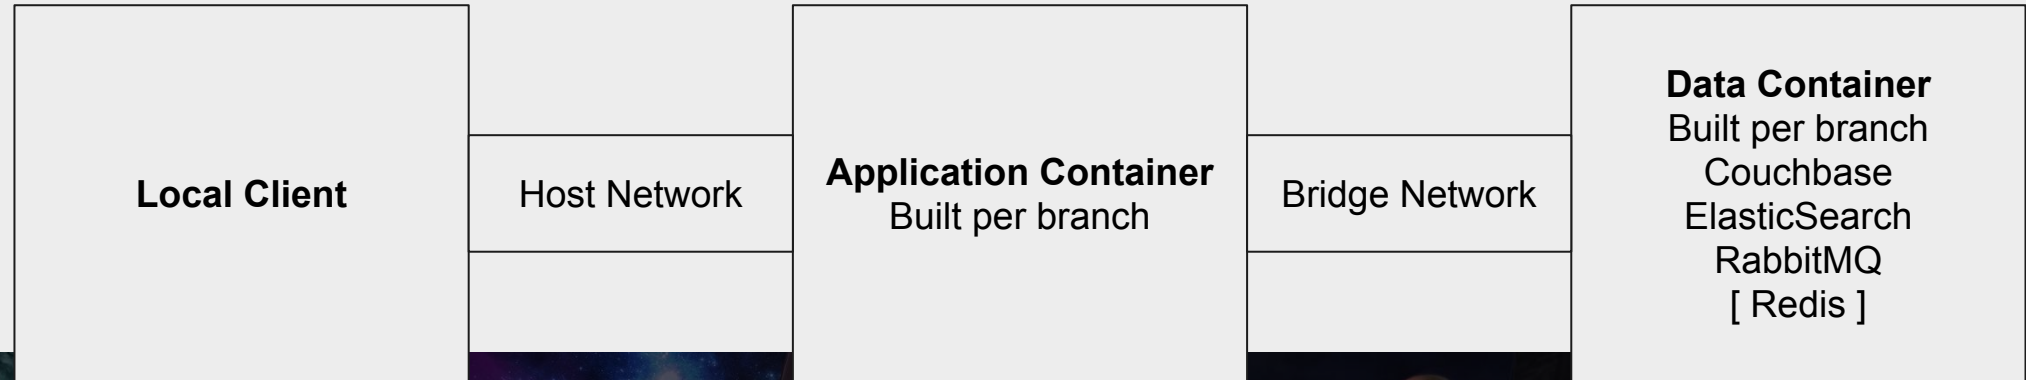 Local Client
Host Network
Application Container
Built per branch
Bridge Network
Data Container
Built per branch
Couchbase
ElasticSearch
RabbitMQ
[ Redis ]